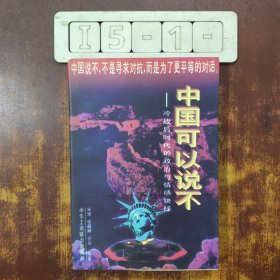 I5-1-
中国说不,不是寻求对抗,而是为了更平等的对话
中国可以说不
——冷战后时代的政治与情感抉择
中华工商联合出版社